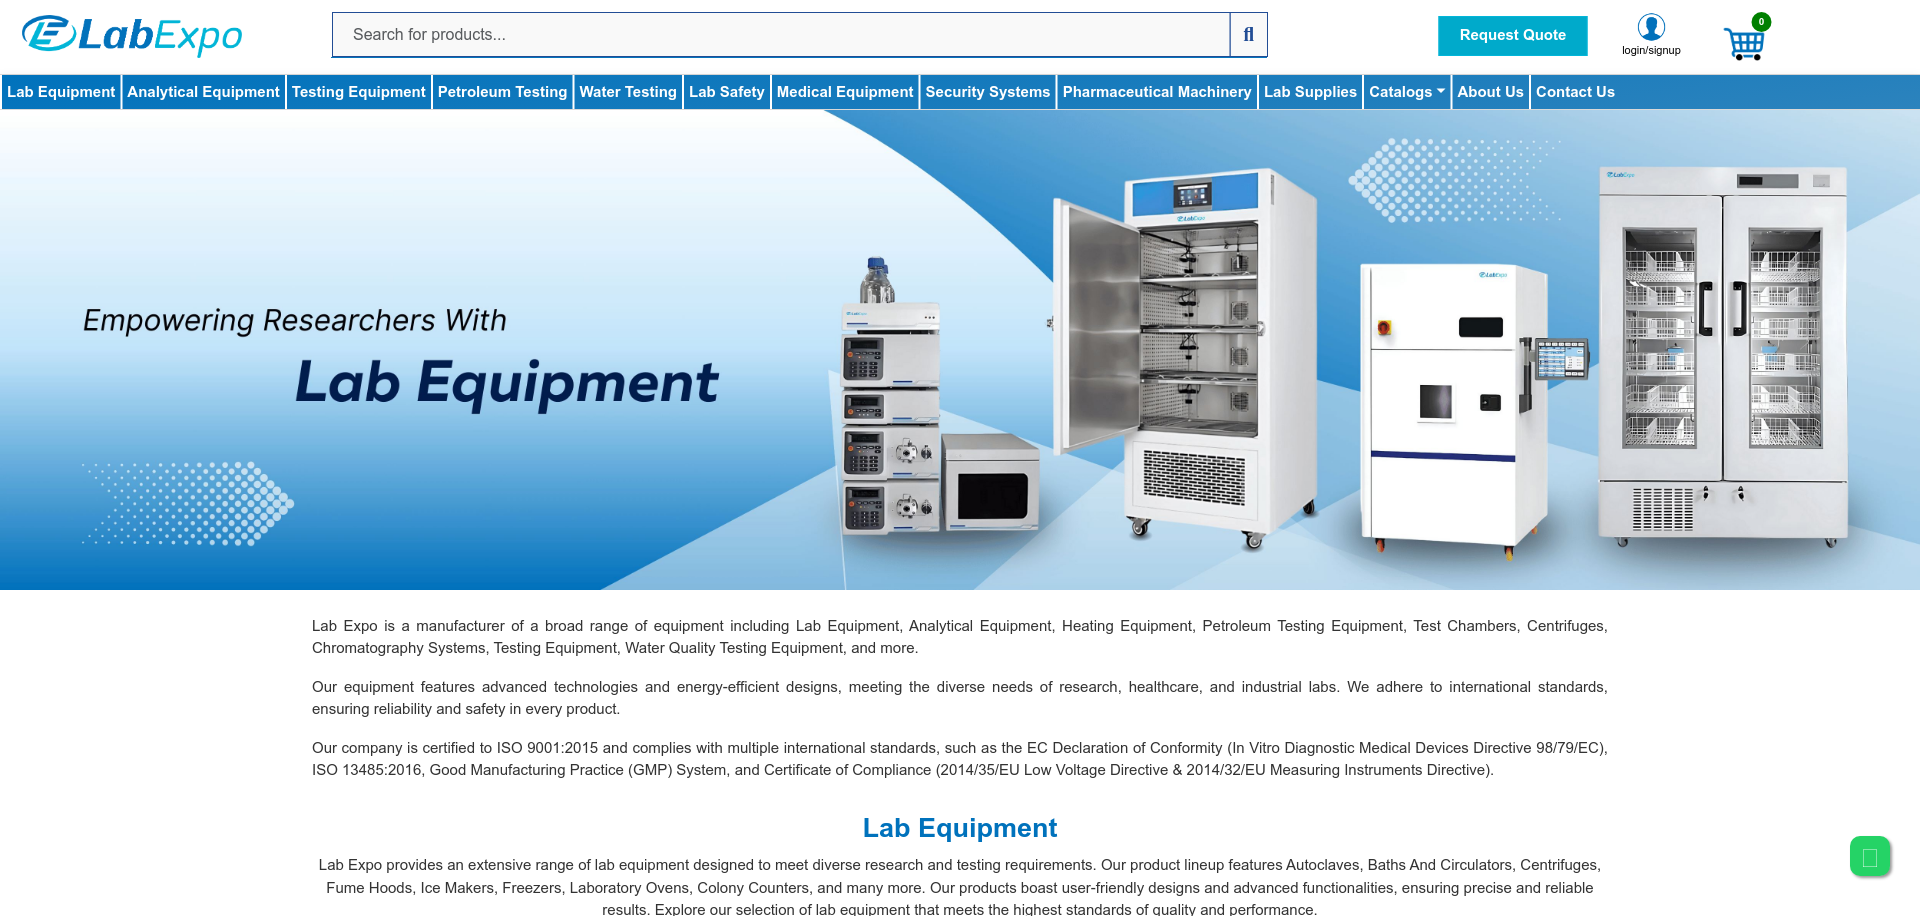 LabExpo
Search for products...
Request Quote
login/signup
0
Lab Equipment Analytical Equipment Testing Equipment Petroleum Testing Water Testing Lab Safety Medical Equipment Security Systems Pharmaceutical Machinery Lab Supplies Catalogs About Us Contact Us
Empowering Researchers With
Lab Equipment
LabExpo
LabExpo
LabExpo
LabExpo
Lab Expo is a manufacturer of a broad range of equipment including Lab Equipment, Analytical Equipment, Heating Equipment, Petroleum Testing Equipment, Test Chambers, Centrifuges,
Chromatography Systems, Testing Equipment, Water Quality Testing Equipment, and more.
Our equipment features advanced technologies and energy-efficient designs, meeting the diverse needs of research, healthcare, and industrial labs. We adhere to international standards,
ensuring reliability and safety in every product.
Our company is certified to ISO 9001:2015 and complies with multiple international standards, such as the EC Declaration of Conformity (In Vitro Diagnostic Medical Devices Directive 98/79/EC),
ISO 13485:2016, Good Manufacturing Practice (GMP) System, and Certificate of Compliance (2014/35/EU Low Voltage Directive & 2014/32/EU Measuring Instruments Directive).
Lab Equipment
Lab Expo provides an extensive range of lab equipment designed to meet diverse research and testing requirements. Our product lineup features Autoclaves, Baths And Circulators, Centrifuges,
Fume Hoods, Ice Makers, Freezers, Laboratory Ovens, Colony Counters, and many more. Our products boast user-friendly designs and advanced functionalities, ensuring precise and reliable
results. Explore our selection of lab equipment that meets the highest standards of quality and performance.